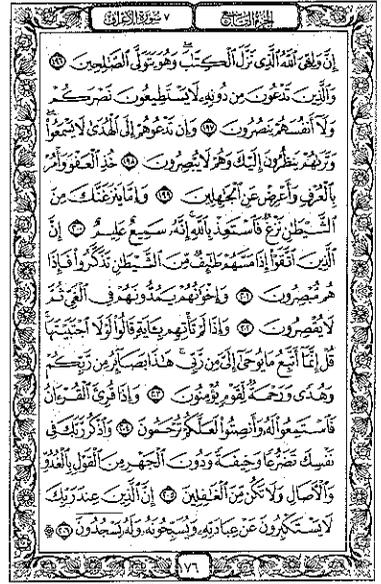 الجزء التاسع
٧ سورة الأعراف
إِنَّ وَلِـِّۧيَ ٱللَّهُ ٱلَّذِي نَزَّلَ ٱلۡكِتَٰبَۖ وَهُوَ يَتَوَلَّى ٱلصَّٰلِحِينَ ١٩٦
وَٱلَّذِينَ تَدۡعُونَ مِن دُونِهِۦ لَا يَسۡتَطِيعُونَ نَصۡرَكُمۡ
وَلَآ أَنفُسَهُمۡ يَنصُرُونَ ١٩٧ وَإِن تَدۡعُوهُمۡ إِلَى ٱلۡهُدَىٰ لَا يَسۡمَعُواْۖ
وَتَرَىٰهُمۡ يَنظُرُونَ إِلَيۡكَ وَهُمۡ لَا يُبۡصِرُونَ ١٩٨ خُذِ ٱلۡعَفۡوَ وَأۡمُرۡ
بِٱلۡعُرۡفِ وَأَعۡرِضۡ عَنِ ٱلۡجَٰهِلِينَ ١٩٩ وَإِمَّا يَنزَغَنَّكَ مِنَ
ٱلشَّيۡطَٰنِ نَزۡغٞ فَٱسۡتَعِذۡ بِٱللَّهِۚ إِنَّهُۥ سَمِيعٌ عَلِيمٌ ٢٠٠ إِنَّ
ٱلَّذِينَ ٱتَّقَوۡاْ إِذَا مَسَّهُمۡ طَٰٓئِفٞ مِّنَ ٱلشَّيۡطَٰنِ تَذَكَّرُواْ فَإِذَا
هُم مُّبۡصِرُونَ ٢٠١ وَإِخۡوَٰنُهُمۡ يَمُدُّونَهُمۡ فِي ٱلۡغَيِّ ثُمَّ
لَا يُقۡصِرُونَ ٢٠٢ وَإِذَا لَمۡ تَأۡتِهِم بِـَٔايَةٖ قَالُواْ لَوۡلَا ٱجۡتَبَيۡتَهَاۚ
قُلۡ إِنَّمَآ أَتَّبِعُ مَا يُوحَىٰٓ إِلَيَّ مِن رَّبِّيۚ هَٰذَا بَصَآئِرُ مِن رَّبِّكُمۡ
وَهُدٗى وَرَحۡمَةٞ لِّقَوۡمٖ يُؤۡمِنُونَ ٢٠٣ وَإِذَا قُرِئَ ٱلۡقُرۡءَانُ
فَٱسۡتَمِعُواْ لَهُۥ وَأَنصِتُواْ لَعَلَّكُمۡ تُرۡحَمُونَ ٢٠٤ وَٱذۡكُر رَّبَّكَ فِي
نَفۡسِكَ تَضَرُّعٗا وَخِيفَةٗ وَدُونَ ٱلۡجَهۡرِ مِنَ ٱلۡقَوۡلِ بِٱلۡغُدُوِّ
وَٱلۡأٓصَالِ وَلَا تَكُن مِّنَ ٱلۡغَٰفِلِينَ ٢٠٥ إِنَّ ٱلَّذِينَ عِندَ رَبِّكَ
لَا يَسۡتَكۡبِرُونَ عَنۡ عِبَادَتِهِۦ وَيُسَبِّحُونَهُۥ وَلَهُۥ يَسۡجُدُونَۤ۩ ٢٠٦
١٧٦